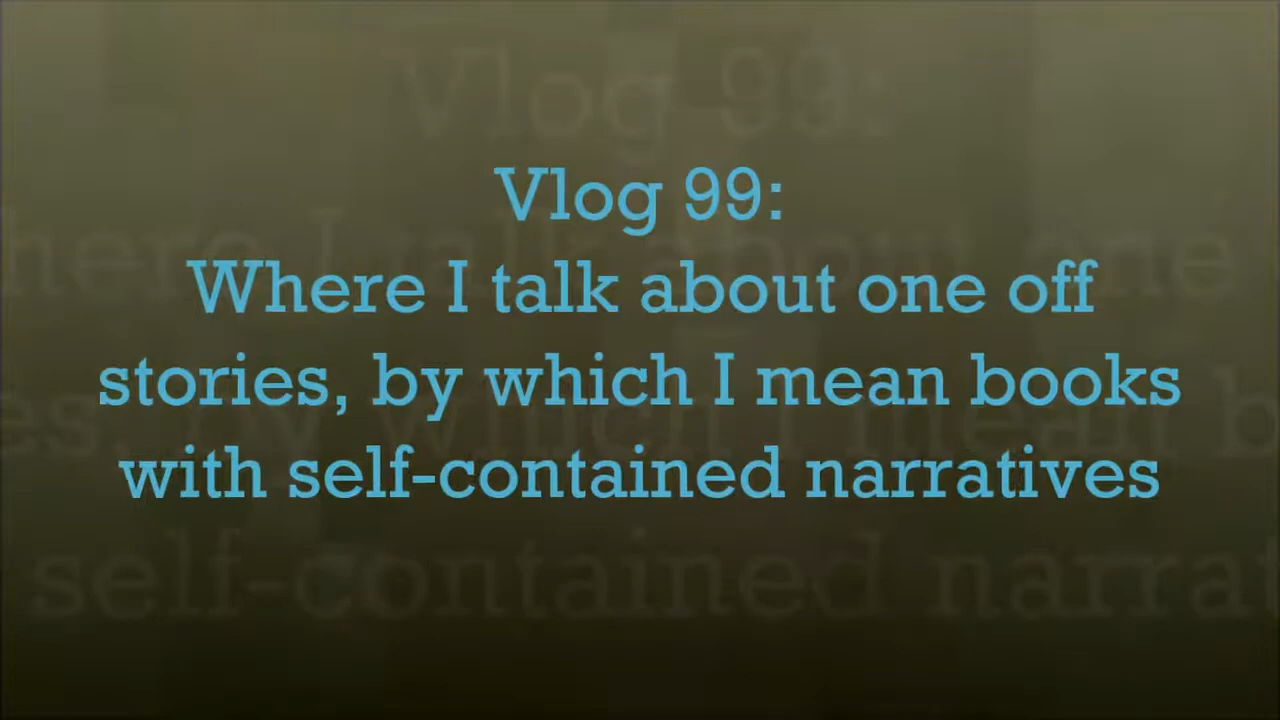 Vlog 99:
Where I talk about one off
stories, by which I mean books
with self-contained narratives